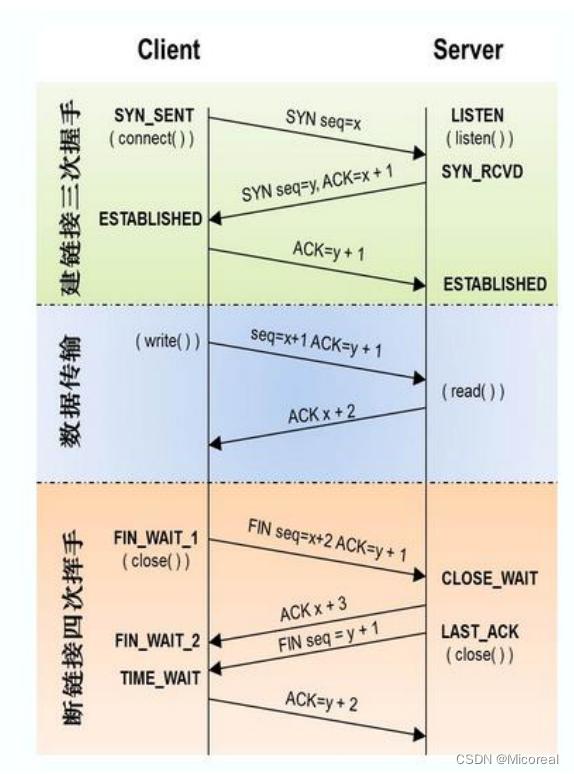 Client
Server
建链接三次握手
SYN_SENT
( connect( ) )
SYN seq=x
LISTEN
( listen( ) )
SYN_RCVD
SYN seq=y, ACK=x + 1
ESTABLISHED
ACK=y + 1
ESTABLISHED
数据传输
( write( ) )
seq=x+1 ACK=y + 1
( read( ) )
ACK x + 2
断链接四次挥手
FIN_WAIT_1
( close( ) )
FIN seq=x+2 ACK=y + 1
CLOSE_WAIT
ACK x + 3
FIN_WAIT_2
FIN seq = y + 1
LAST_ACK
( close( ) )
TIME_WAIT
ACK=y + 2
CSDN @Micoreal